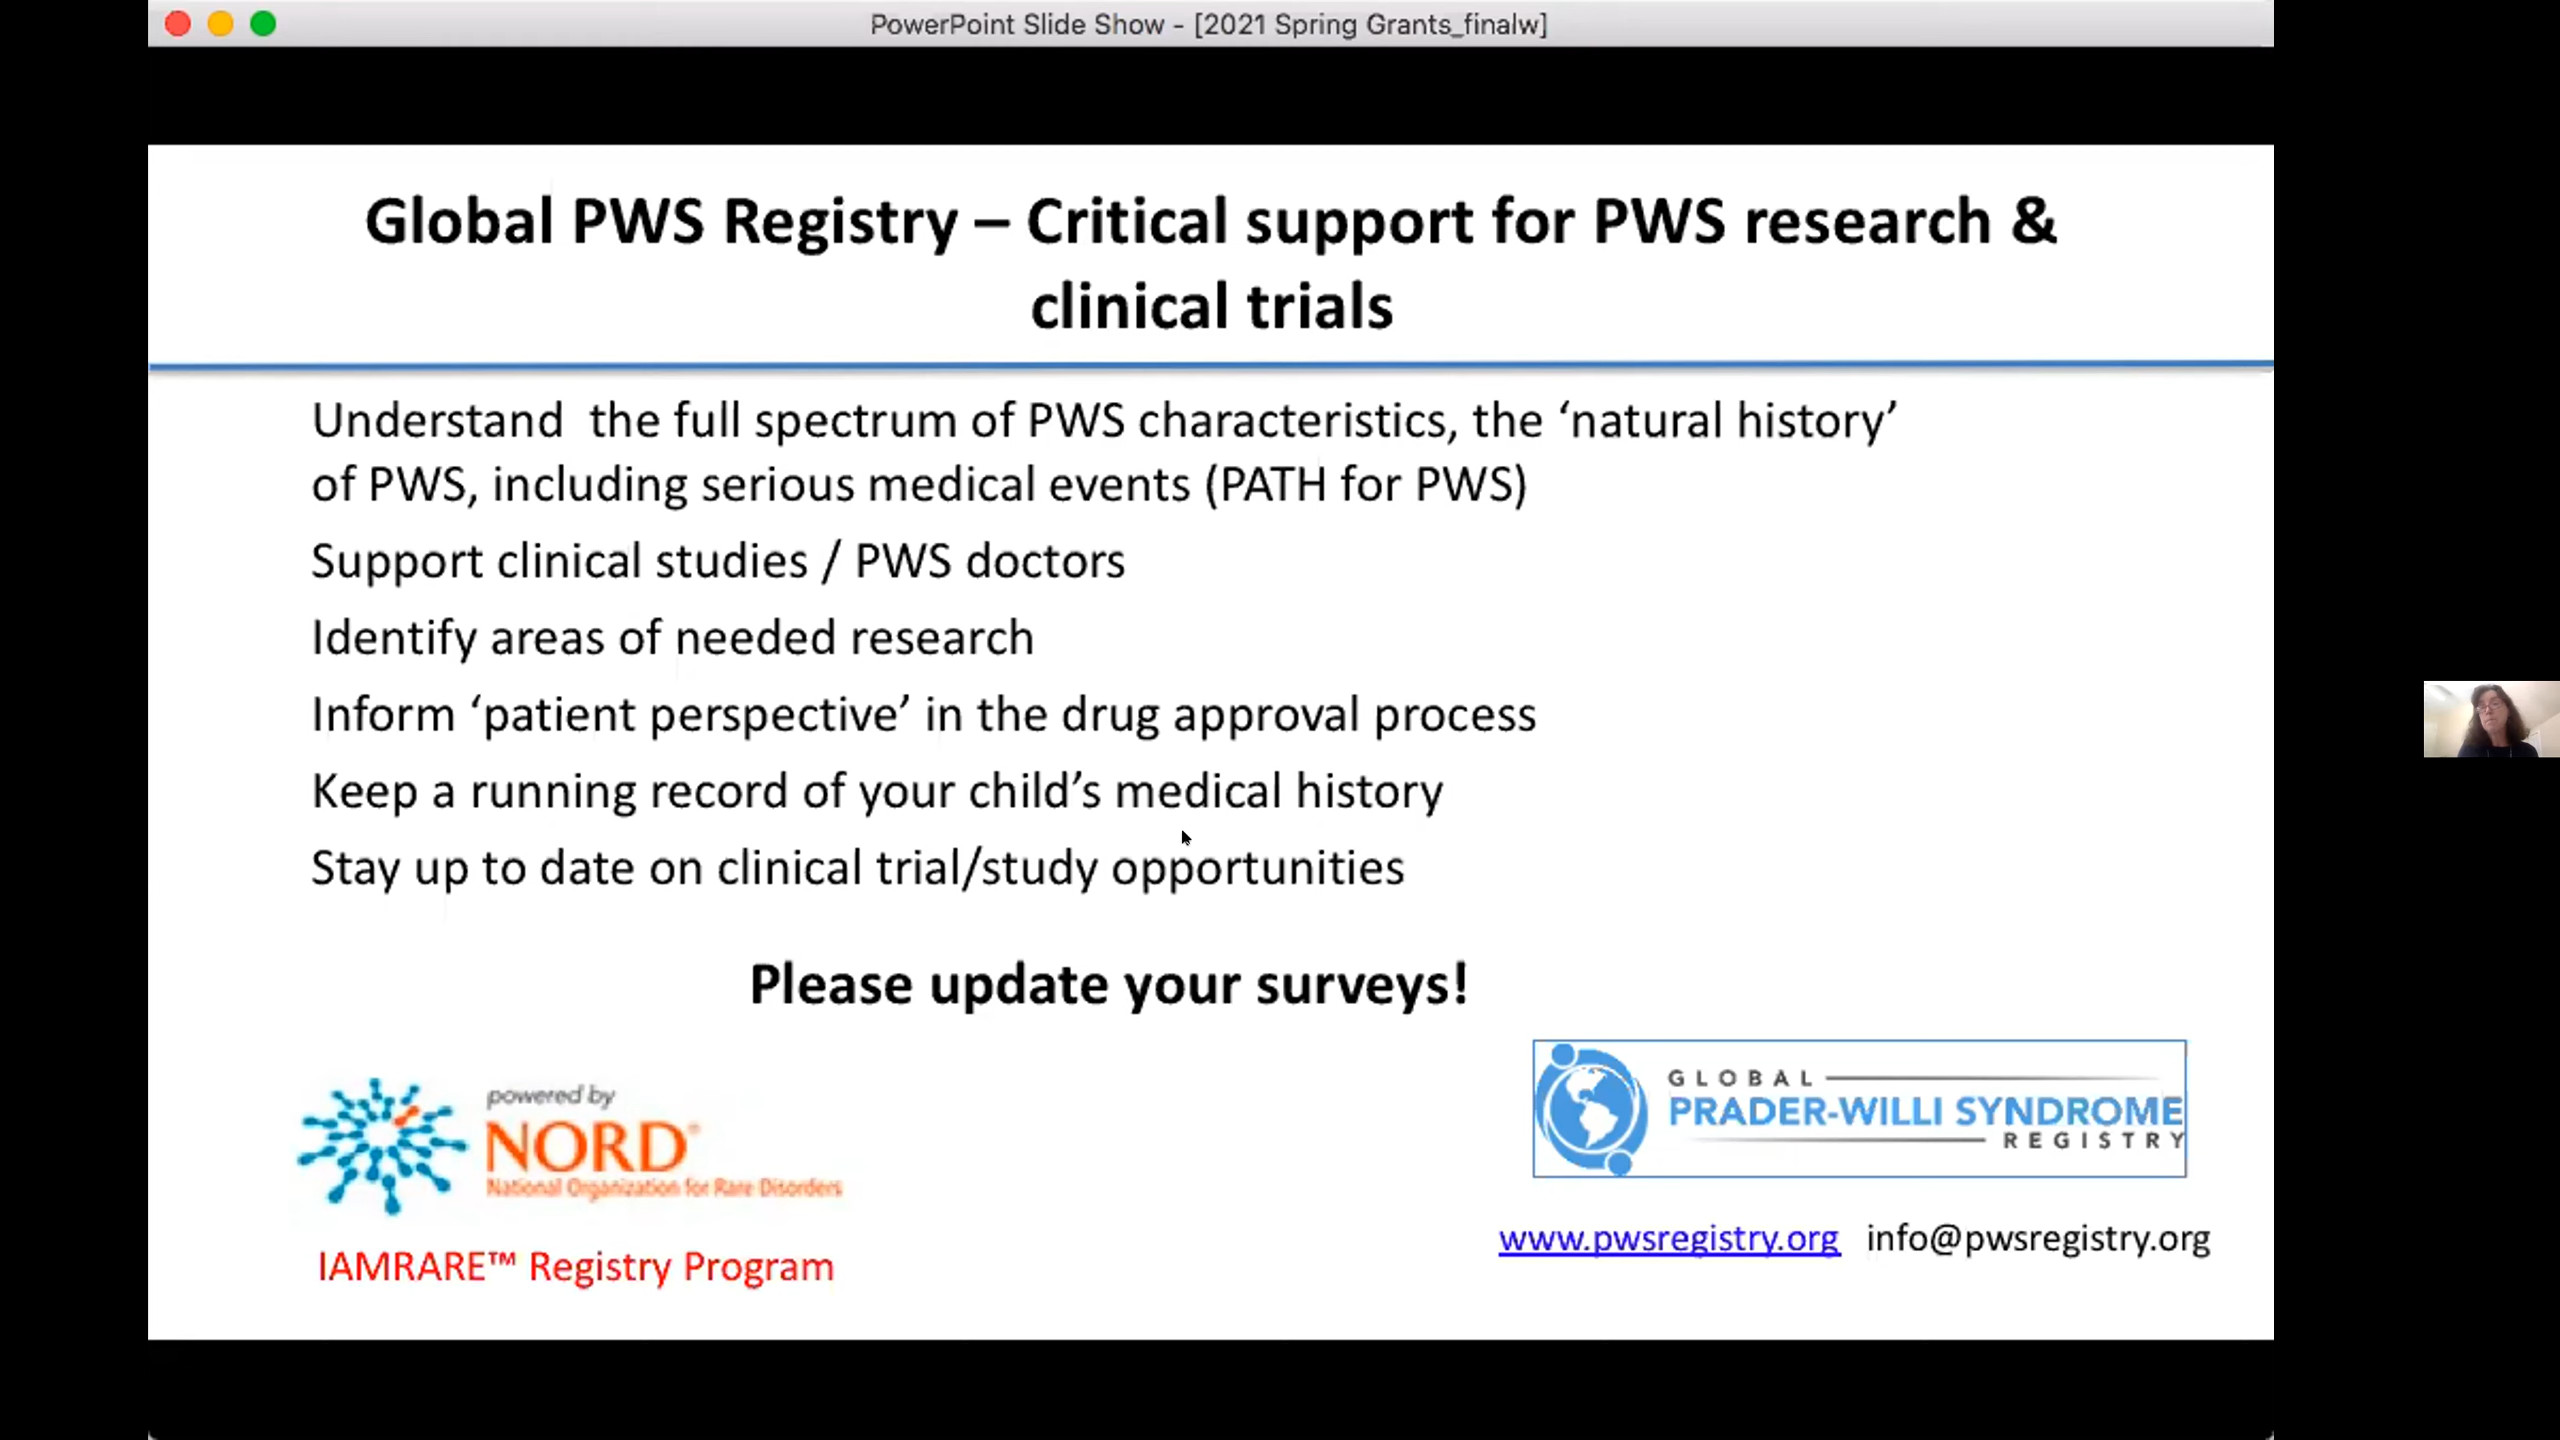 PowerPoint Slide Show - [2021 Spring Grants_finalw]
Global PWS Registry – Critical support for PWS research &
clinical trials
Understand  the full spectrum of PWS characteristics, the ‘natural history’
of PWS, including serious medical events (PATH for PWS)
Support clinical studies / PWS doctors
Identify areas of needed research
Inform ‘patient perspective’ in the drug approval process
Keep a running record of your child’s medical history
Stay up to date on clinical trial/study opportunities
Please update your surveys!
powered by
NORD®
National Organization for Rare Disorders
IAMRARE™ Registry Program
GLOBAL
PRADER-WILLI SYNDROME
REGISTRY
www.pwsregistry.org   info@pwsregistry.org